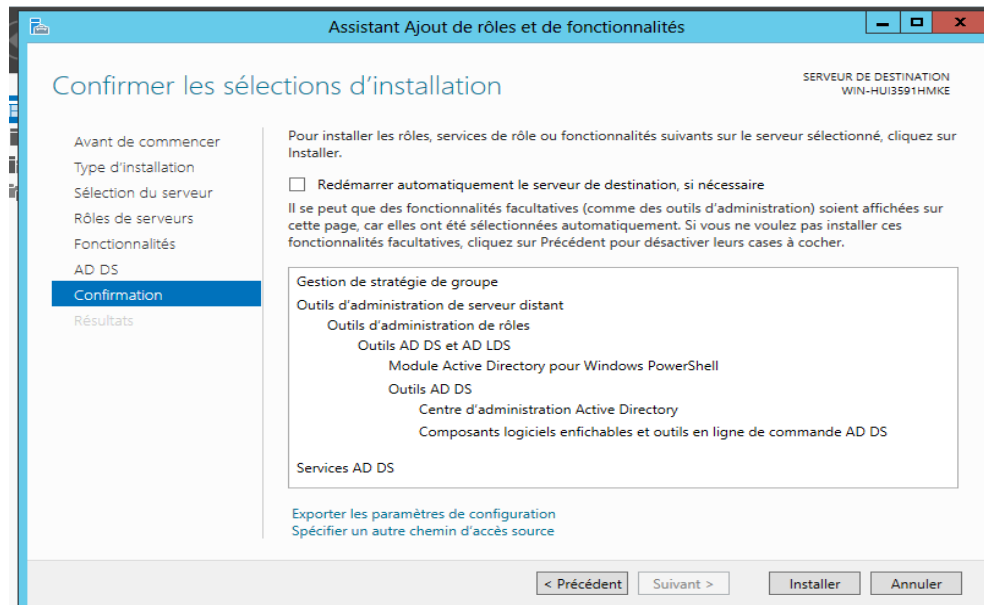 Assistant Ajout de rôles et de fonctionnalités
Confirmer les sélections d'installation
SERVEUR DE DESTINATION
WIN-HUI3591HMKE
Avant de commencer
Type d'installation
Sélection du serveur
Rôles de serveurs
Fonctionnalités
AD DS
Confirmation
Résultats
Pour installer les rôles, services de rôle ou fonctionnalités suivants sur le serveur sélectionné, cliquez sur
Installer.
Redémarrer automatiquement le serveur de destination, si nécessaire
Il se peut que des fonctionnalités facultatives (comme des outils d'administration) soient affichées sur
cette page, car elles ont été sélectionnées automatiquement. Si vous ne voulez pas installer ces
fonctionnalités facultatives, cliquez sur Précédent pour désactiver leurs cases à cocher.
Gestion de stratégie de groupe
Outils d'administration de serveur distant
Outils d'administration de rôles
Outils AD DS et AD LDS
Module Active Directory pour Windows PowerShell
Outils AD DS
Centre d'administration Active Directory
Composants logiciels enfichables et outils en ligne de commande AD DS
Services AD DS
Exporter les paramètres de configuration
Spécifier un autre chemin d'accès source
< Précédent
Suivant >
Installer
Annuler